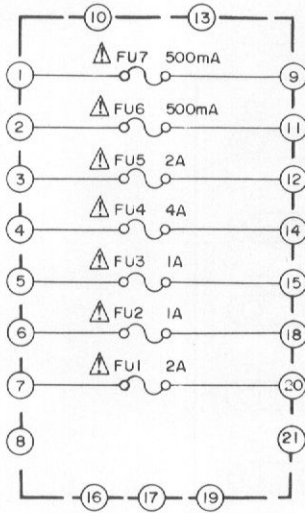 10 13
FU7 500mA
1 9
FU6 500mA
2 11
FU5 2A
3 12
FU4 4A
4 14
FU3 1A
5 15
FU2 1A
6 18
FU1 2A
7 20
8 21
16 17 19